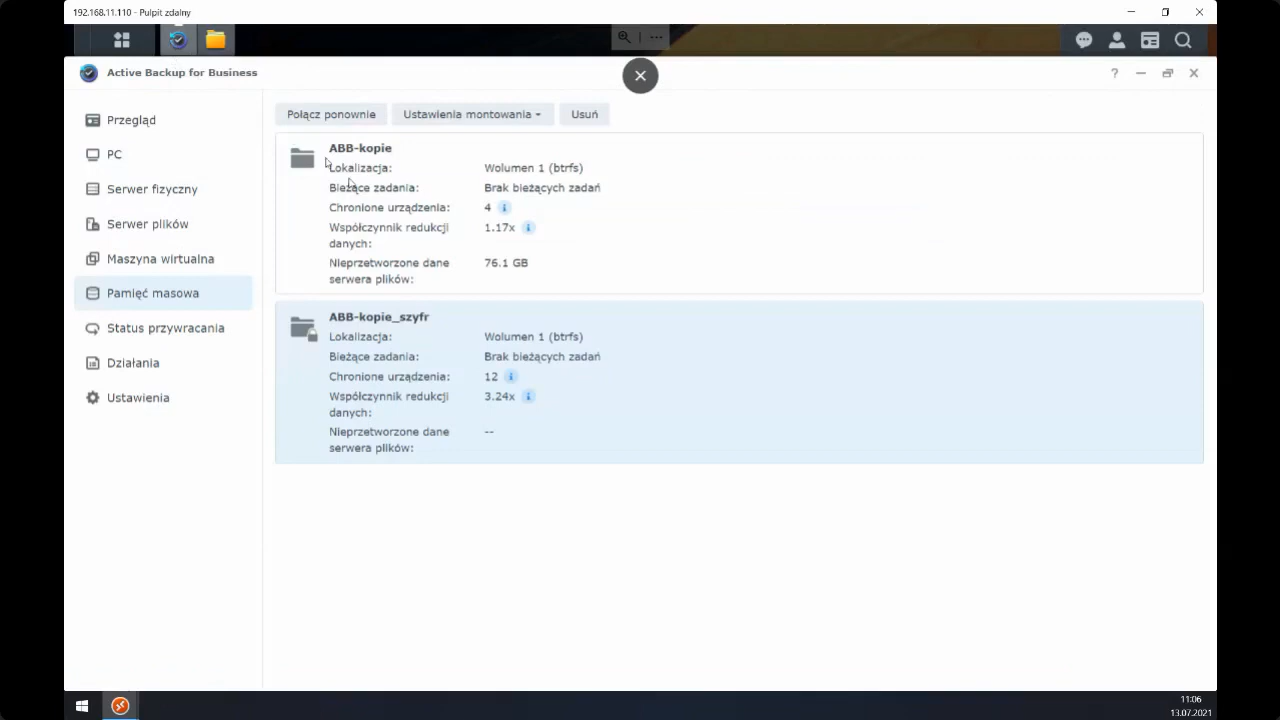 192.168.11.110 - Pulpit zdalny
Active Backup for Business
Przegląd
PC
Serwer fizyczny
Serwer plików
Maszyna wirtualna
Pamięć masowa
Status przywracania
Działania
Ustawienia
Połącz ponownie
Ustawienia montowania
Usuń
ABB-kopie
Lokalizacja: Wolumen 1 (btrfs)
Bieżące zadania: Brak bieżących zadań
Chronione urządzenia: 4
Współczynnik redukcji danych: 1.17x
Nieprzetworzone dane serwera plików: 76.1 GB
ABB-kopie_szyfr
Lokalizacja: Wolumen 1 (btrfs)
Bieżące zadania: Brak bieżących zadań
Chronione urządzenia: 12
Współczynnik redukcji danych: 3.24x
Nieprzetworzone dane serwera plików: --
11:06
13.07.2021